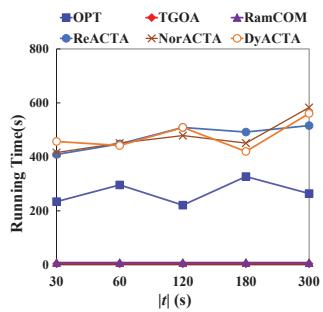 OPT TGOA RamCOM
ReACTA NorACTA DyACTA
800
600
400
200
0
Running Time(s)
30 60 120 180 300
|t| (s)